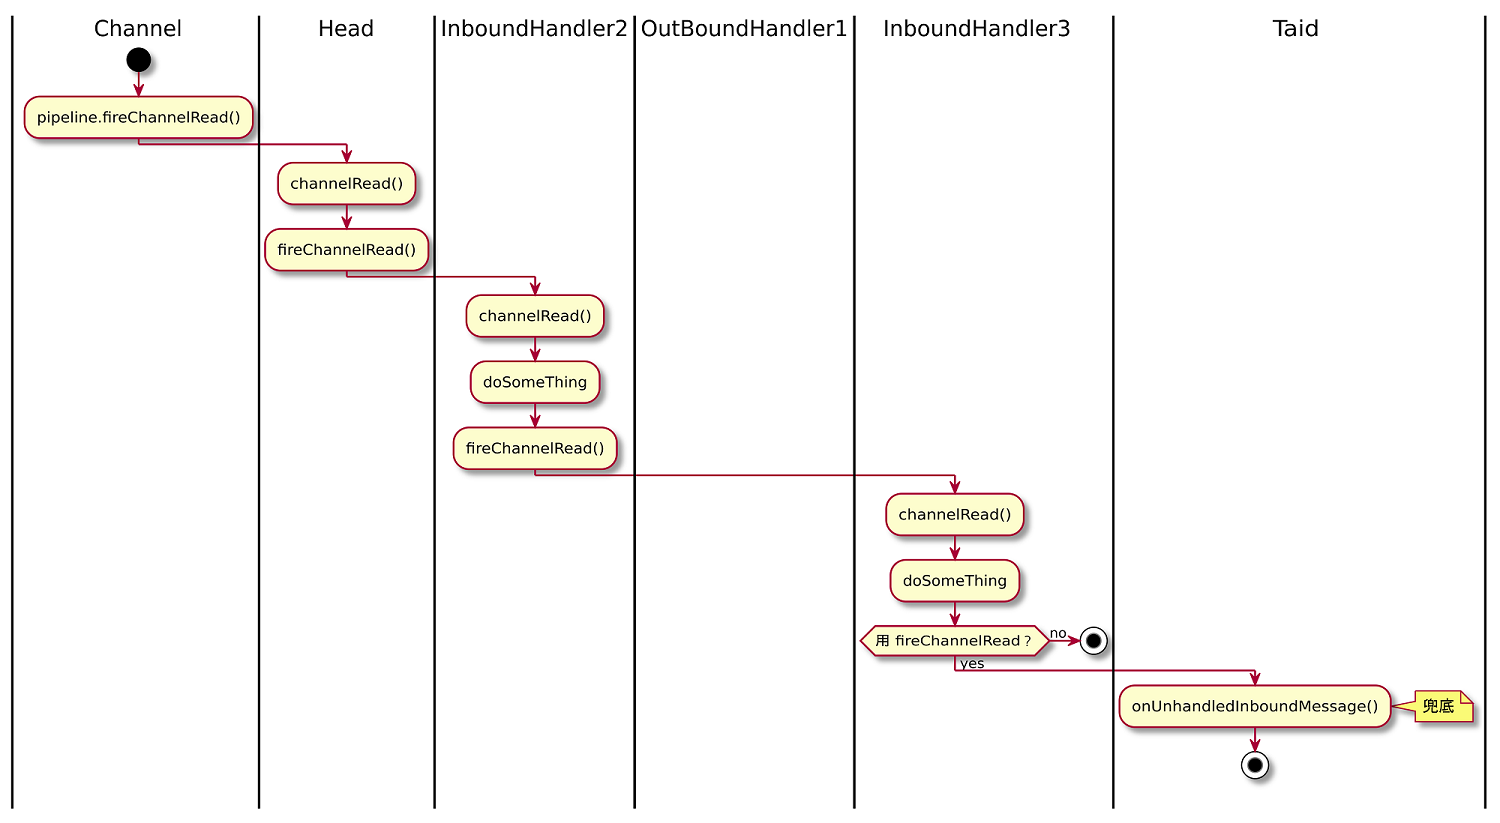 Channel
Head
InboundHandler2
OutBoundHandler1
InboundHandler3
Taid
pipeline.fireChannelRead()
channelRead()
fireChannelRead()
channelRead()
doSomeThing
fireChannelRead()
channelRead()
doSomeThing
用 fireChannelRead？
no
yes
onUnhandledInboundMessage()
兜底